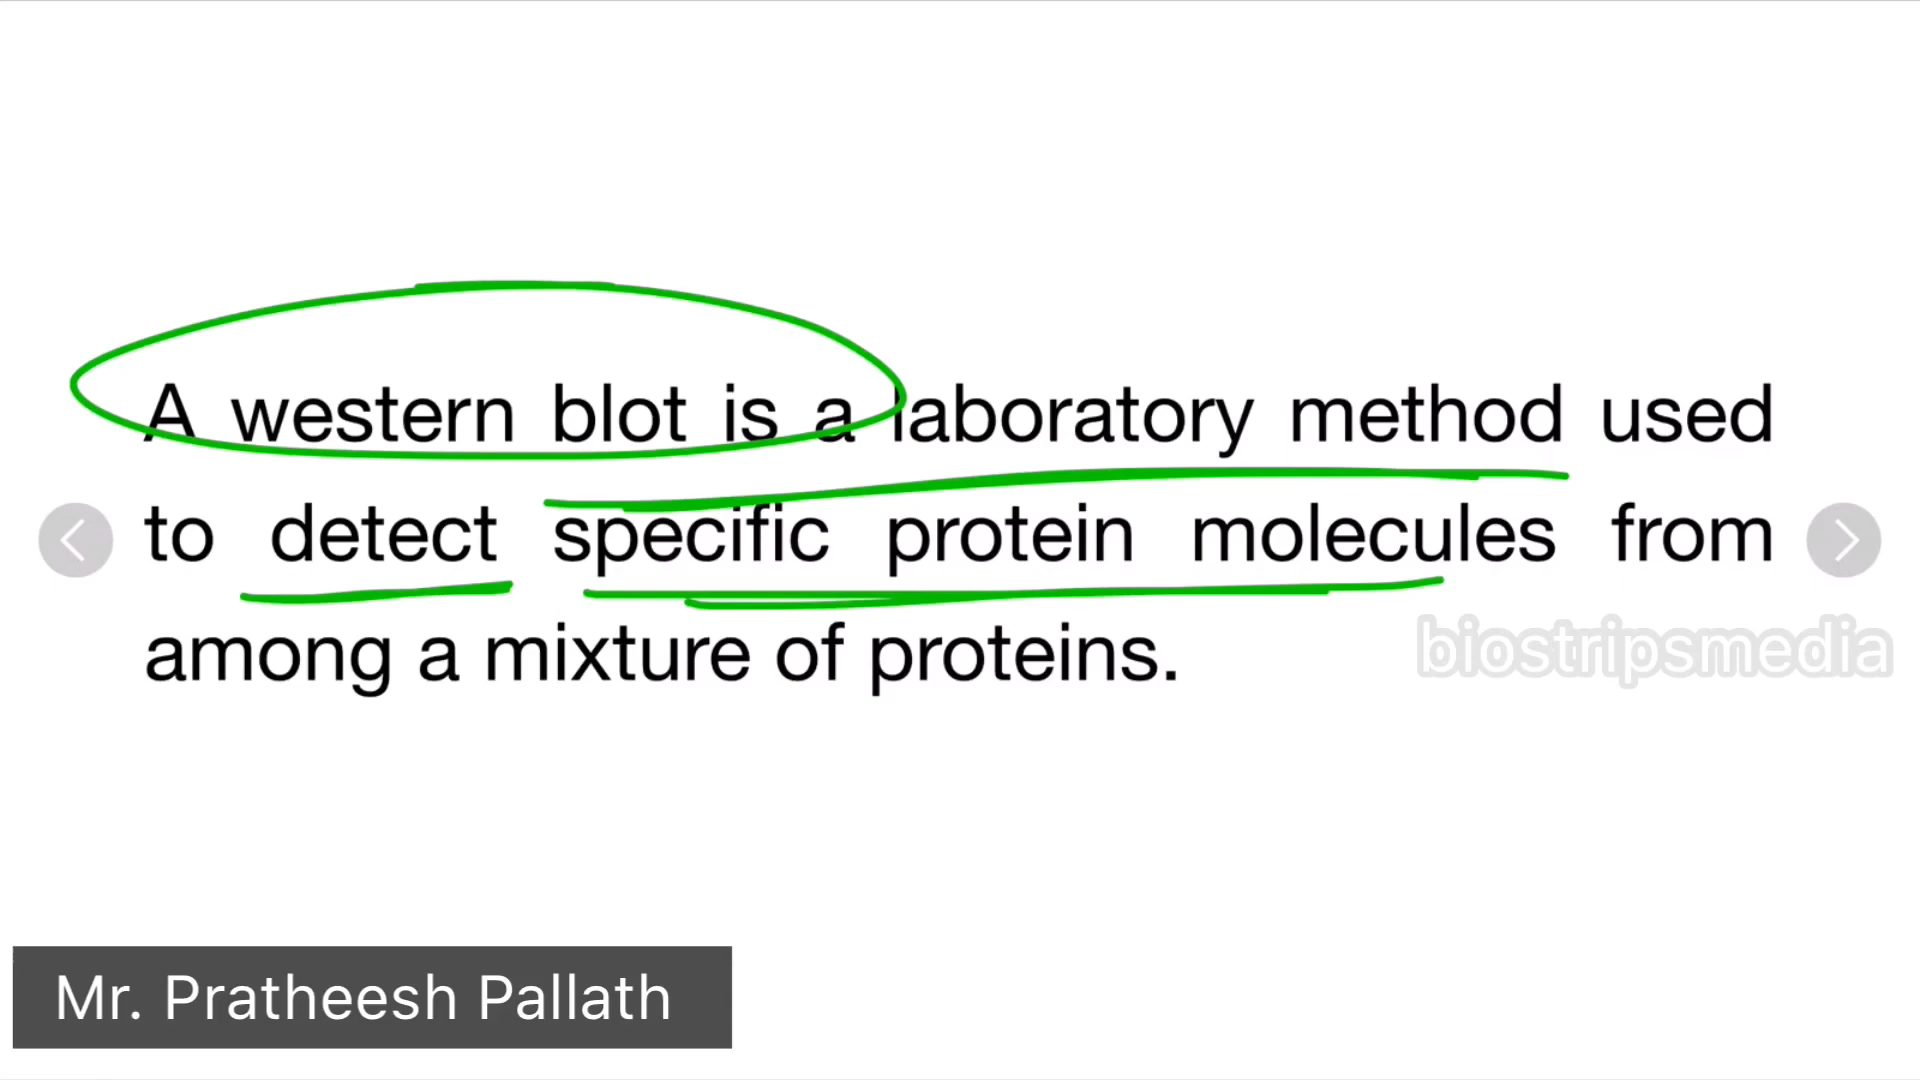 A western blot is a laboratory method used
to detect specific protein molecules from
among a mixture of proteins.
biostripsmedia
Mr. Pratheesh Pallath